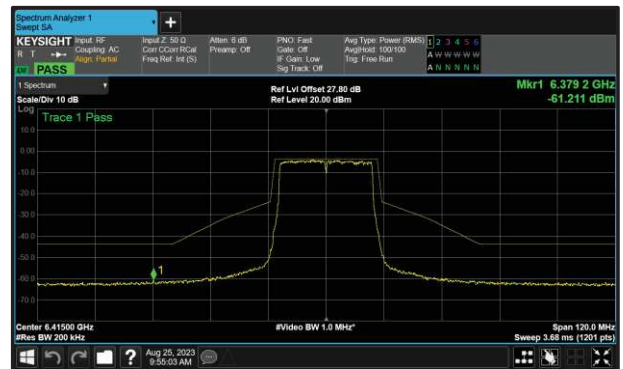 Spectrum Analyzer 1
Swept SA
+
KEYSIGHT
R T
PASS
Input: RF
Coupling: AC
Align: Partial
Input Z: 50 Ω
Corr CCorr RCal
Freq Ref: Int (S)
Atten: 6 dB
Preamp: Off
PNO: Fast
Gate: Off
IF Gain: Low
Sig Track: Off
Avg Type: Power (RMS)
Avg|Hold: 100/100
Trig: Free Run
1 2 3 4 5 6
A W W W W W
A N N N N N
1 Spectrum
Scale/Div 10 dB
Ref Lvl Offset 27.80 dB
Ref Level 20.00 dBm
Mkr1 6.379 2 GHz
-61.211 dBm
Log
Trace 1 Pass
10.0
0.00
-10.0
-20.0
-30.0
-40.0
-50.0
-60.0
-70.0
1
Center 6.41500 GHz
#Res BW 200 kHz
#Video BW 1.0 MHz*
Span 120.0 MHz
Sweep 3.68 ms (1201 pts)
?
Aug 25, 2023
9:55:03 AM